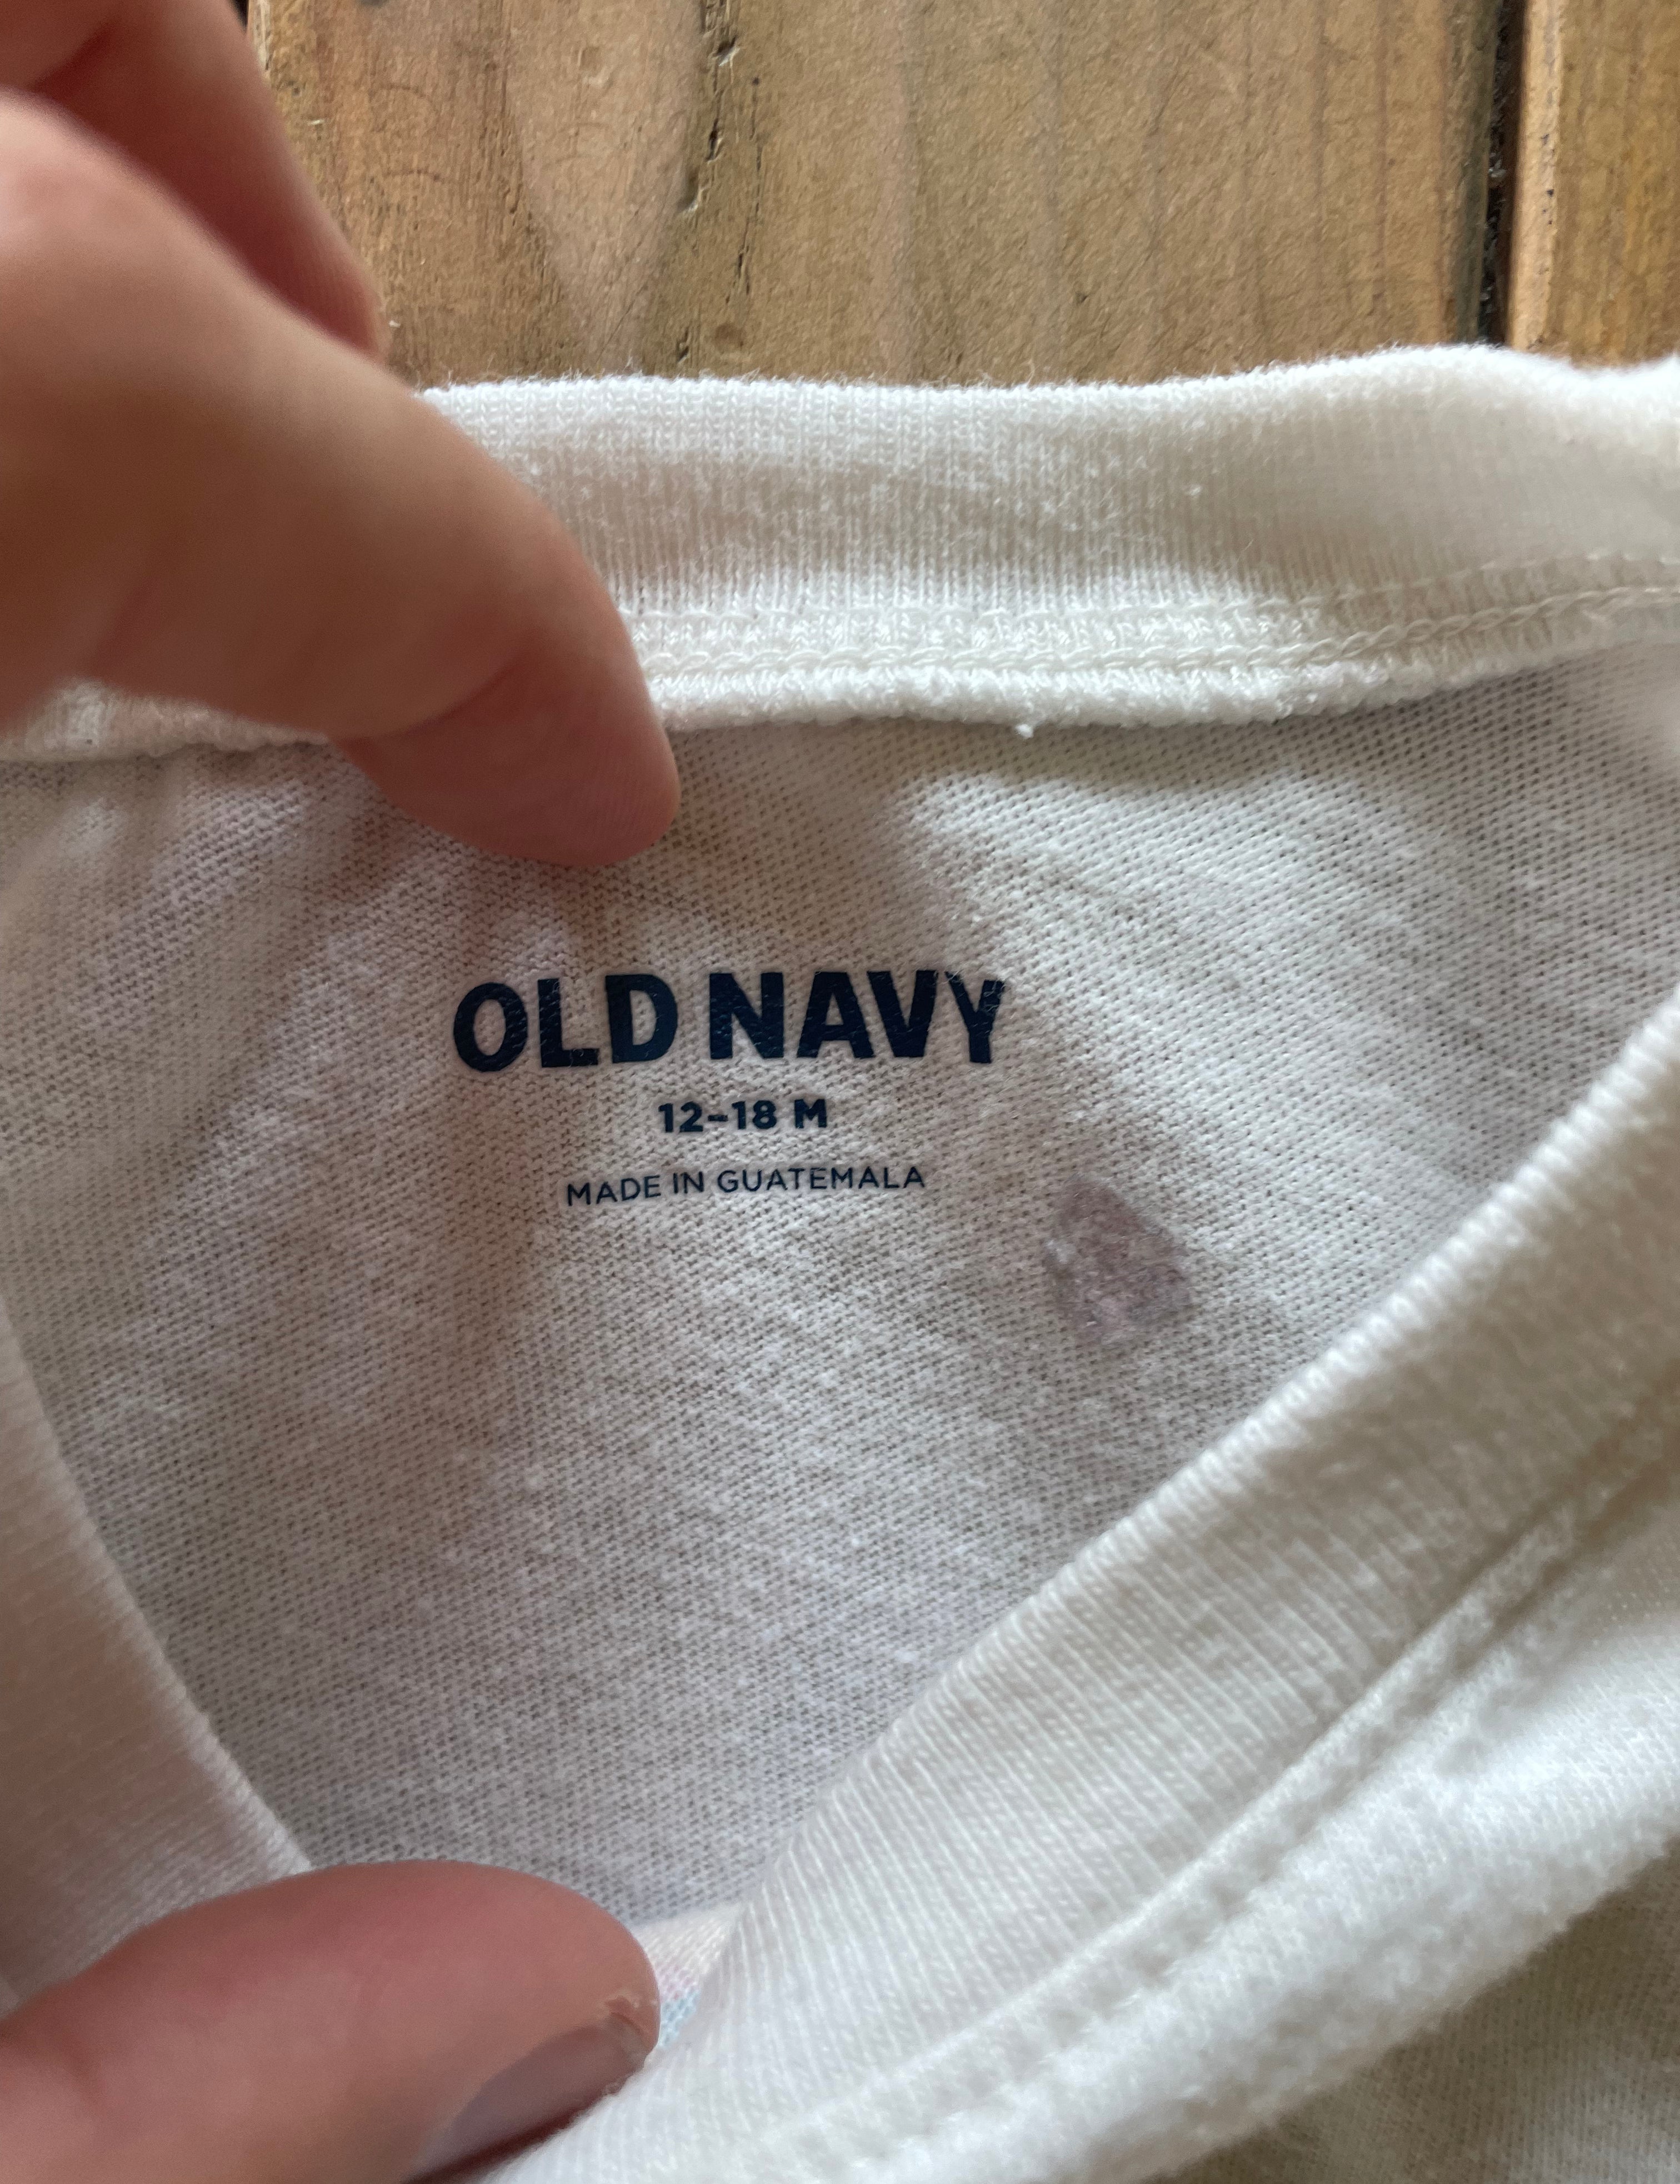 OLD NAVY
12–18 M
MADE IN GUATEMALA